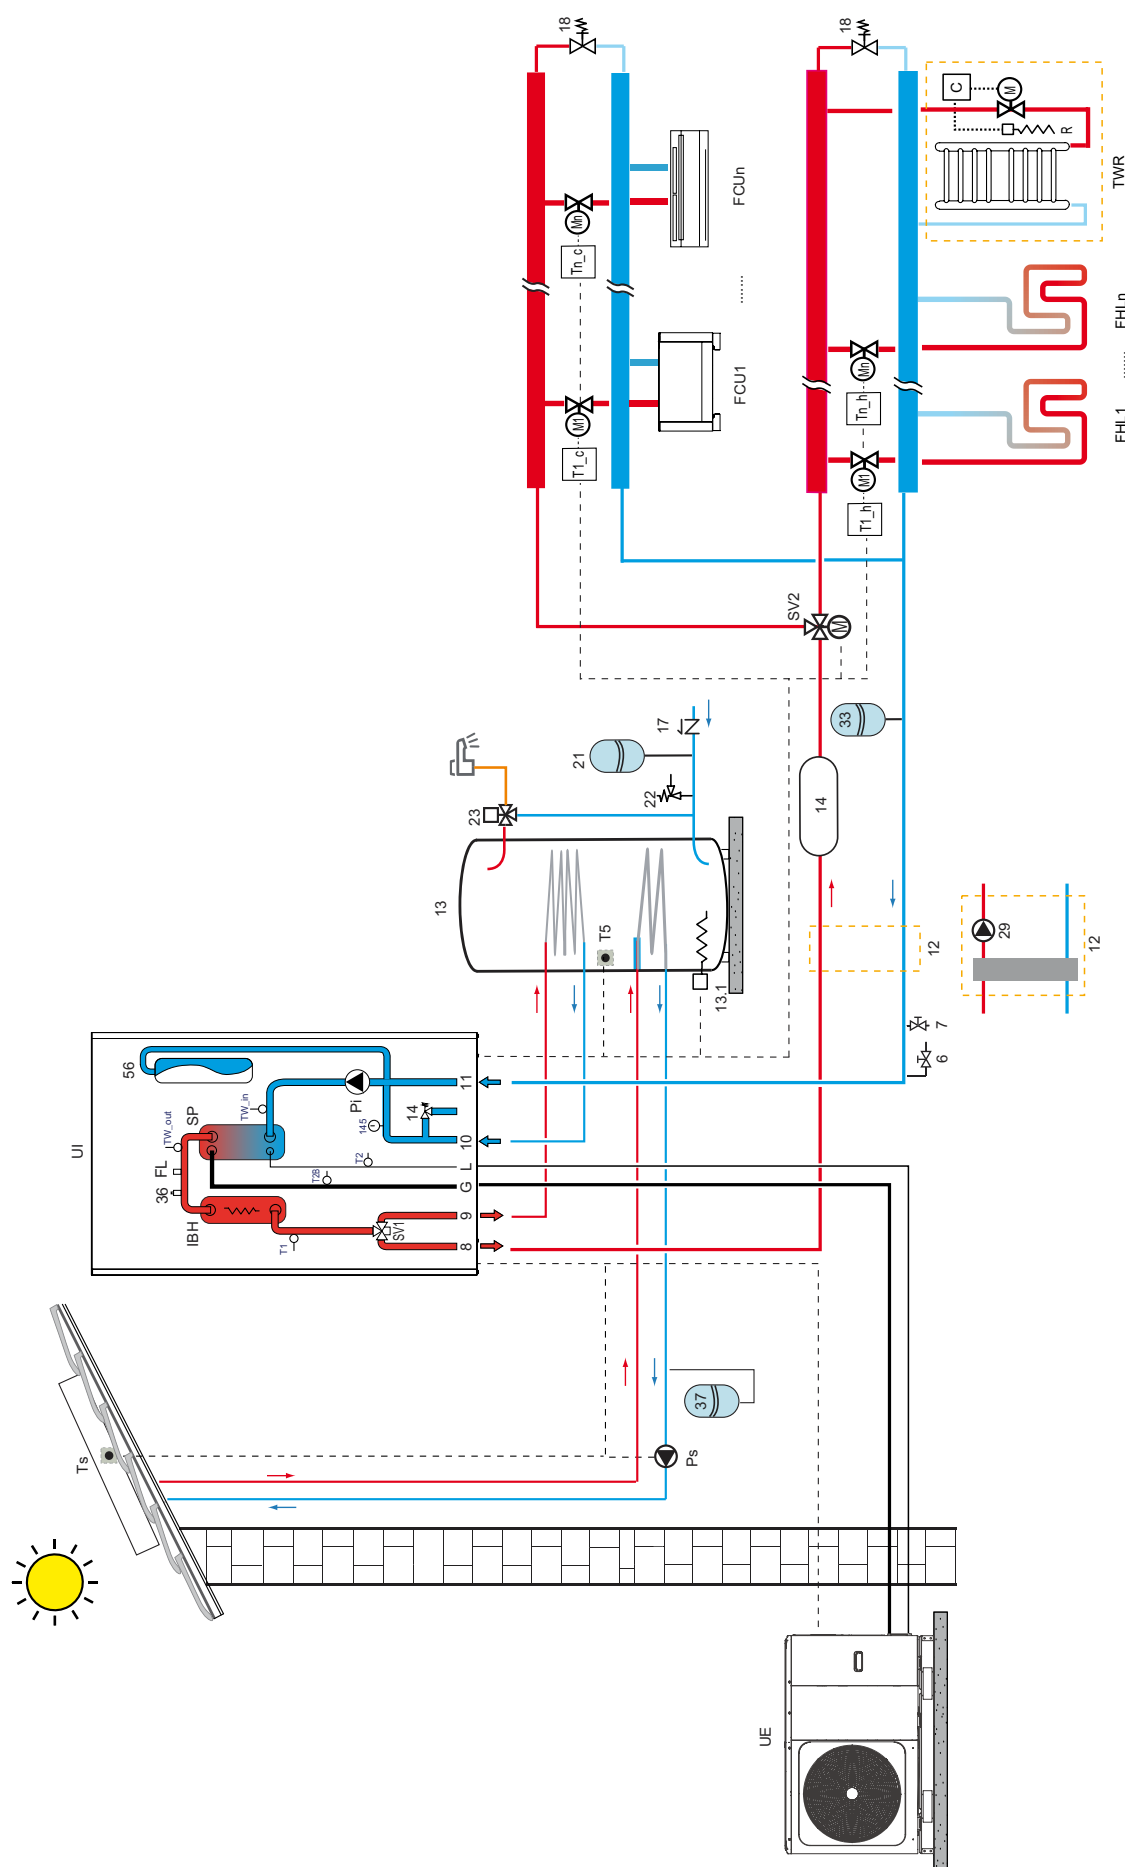 18
18
C
M
R
TWR
FCUn
Mn
Tn_c
FCU1
M1
T1_c
Mn
Tn_h
M1
T1_h
FHLn
........
FHL1
..........
SV2
M
33
17
21
22
23
14
13
T5
13.1
12
29
12
7
6
UI
56
TW_in
Pi
11
SP
TW_out
145
14
10
FL
T2
L
36
T2B
G
IBH
9
SV1
T1
8
37
Ps
Ts
UE